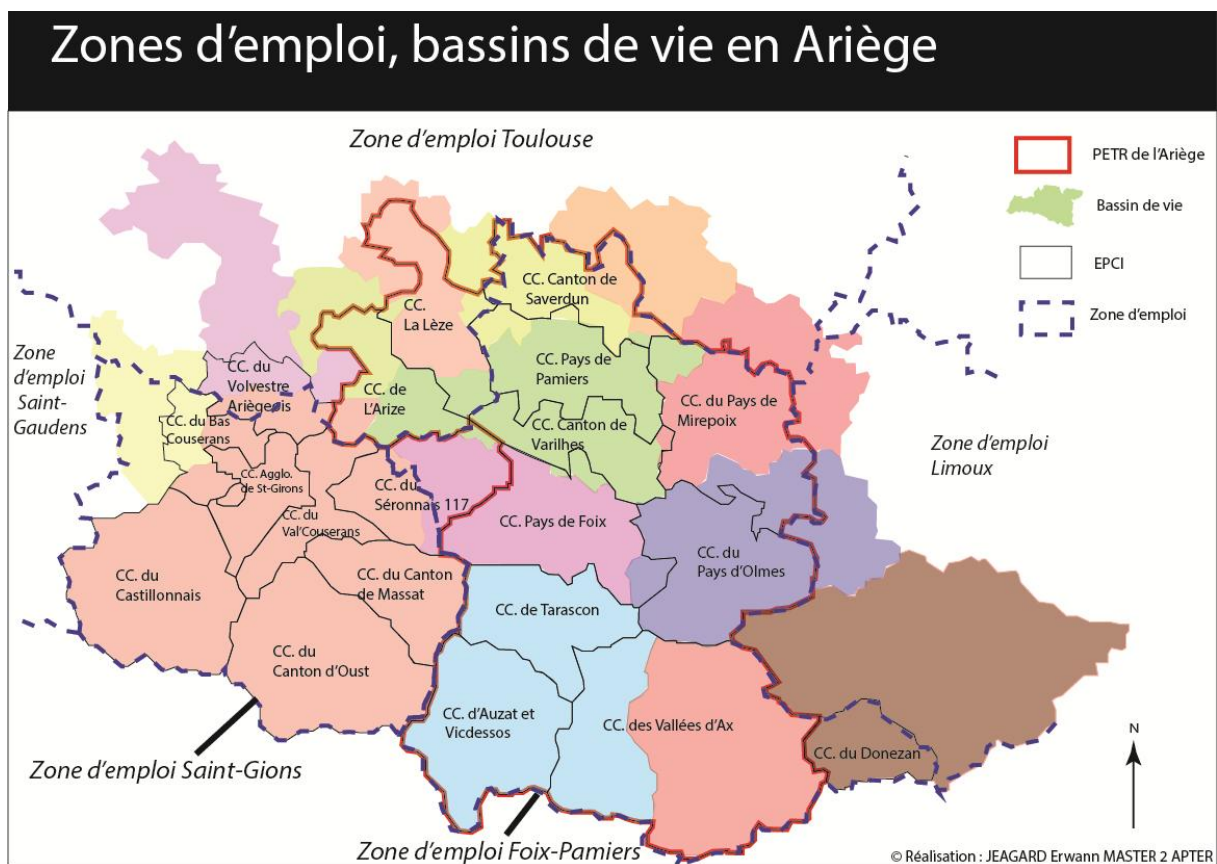 Zones d'emploi, bassins de vie en Ariège
Zone d'emploi Toulouse
PETR de l'Ariège
Bassin de vie
EPCI
Zone d'emploi
Zone
d'emploi
Saint-
Gaudens
CC. Canton de
Saverdun
CC.
La Lèze
CC. du
Volvestre
Ariégeois
CC. Pays de
Pamiers
CC. de
L'Arize
CC. du Pays de
Mirepoix
CC. du Bas
Couserans
CC. Canton de
Varilhes
Zone d'emploi
Limoux
CC. Agglo.
de St-Girons
CC. du
Séronnais 117
CC. du
Val'Couserans
CC. Pays de Foix
CC. du
Pays d'Olmes
CC. du
Castillonnais
CC. du Canton
de Massat
CC. de Tarascon
CC. du
Canton d'Oust
CC. d'Auzat et
Vicdessos
CC. des Vallées d'Ax
CC. du Donezan
N
Zone d'emploi Saint-Gions
Zone d'emploi Foix-Pamiers
© Réalisation : JEAGARD Erwann MASTER 2 APTER